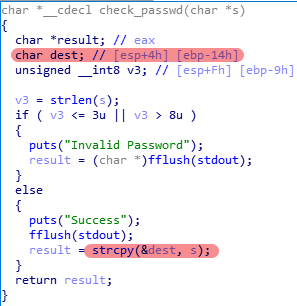 char *__cdecl check_passwd(char *s)
{
  char *result; // eax
  char dest; // [esp+4h] [ebp-14h]
  unsigned __int8 v3; // [esp+Fh] [ebp-9h]

  v3 = strlen(s);
  if ( v3 <= 3u || v3 > 8u )
  {
    puts("Invalid Password");
    result = (char *)fflush(stdout);
  }
  else
  {
    puts("Success");
    fflush(stdout);
    result = strcpy(&dest, s);
  }
  return result;
}